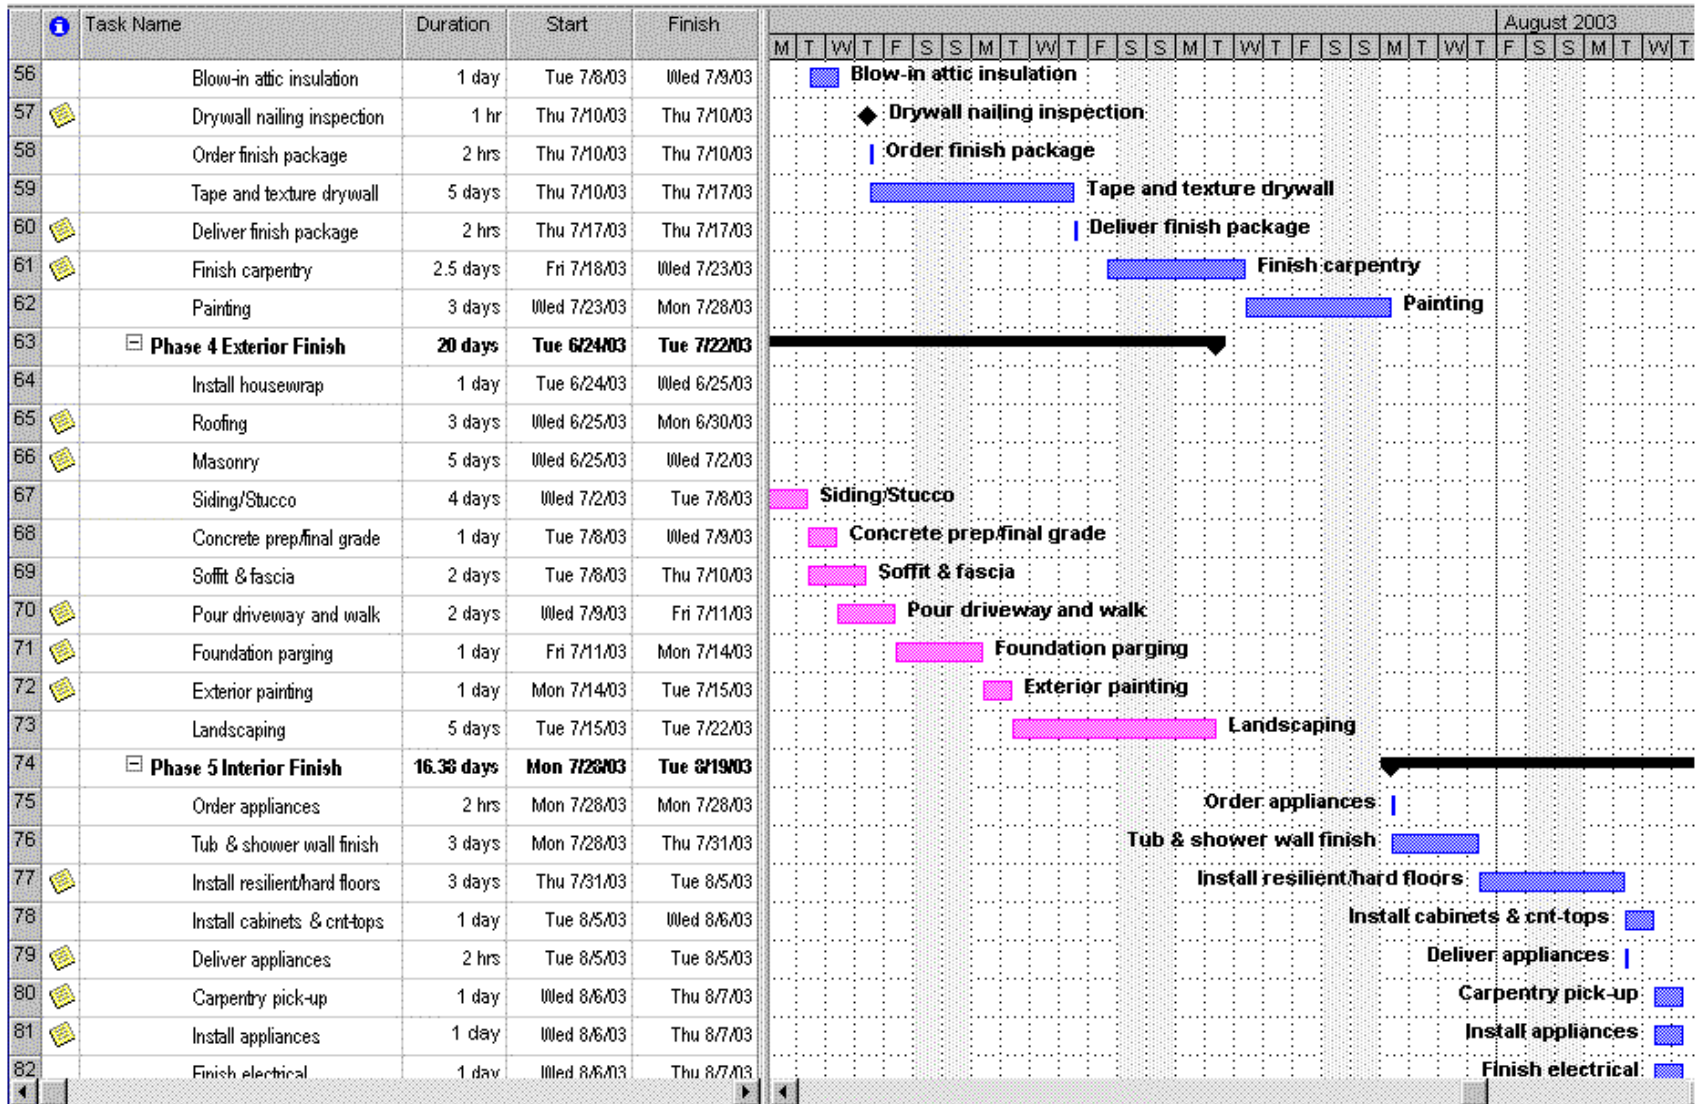 Task Name Duration Start Finish August 2003
M T W T F S S M T W T F S S M T W T F S S M T W T F S S M T W T
56 Blow-in attic insulation 1 day Tue 7/8/03 Wed 7/9/03 Blow-in attic insulation
57 Drywall nailing inspection 1 hr Thu 7/10/03 Thu 7/10/03 Drywall nailing inspection
58 Order finish package 2 hrs Thu 7/10/03 Thu 7/10/03 Order finish package
59 Tape and texture drywall 5 days Thu 7/10/03 Thu 7/17/03 Tape and texture drywall
60 Deliver finish package 2 hrs Thu 7/17/03 Thu 7/17/03 Deliver finish package
61 Finish carpentry 2.5 days Fri 7/18/03 Wed 7/23/03 Finish carpentry
62 Painting 3 days Wed 7/23/03 Mon 7/28/03 Painting
63 Phase 4 Exterior Finish 20 days Tue 6/24/03 Tue 7/22/03
64 Install housewrap 1 day Tue 6/24/03 Wed 6/25/03
65 Roofing 3 days Wed 6/25/03 Mon 6/30/03
66 Masonry 5 days Wed 6/25/03 Wed 7/2/03
67 Siding/Stucco 4 days Wed 7/2/03 Tue 7/8/03 Siding/Stucco
68 Concrete prep/final grade 1 day Tue 7/8/03 Wed 7/9/03 Concrete prep/final grade
69 Soffit & fascia 2 days Tue 7/8/03 Thu 7/10/03 Soffit & fascia
70 Pour driveway and walk 2 days Wed 7/9/03 Fri 7/11/03 Pour driveway and walk
71 Foundation parging 1 day Fri 7/11/03 Mon 7/14/03 Foundation parging
72 Exterior painting 1 day Mon 7/14/03 Tue 7/15/03 Exterior painting
73 Landscaping 5 days Tue 7/15/03 Tue 7/22/03 Landscaping
74 Phase 5 Interior Finish 16.38 days Mon 7/28/03 Tue 8/19/03
75 Order appliances 2 hrs Mon 7/28/03 Mon 7/28/03 Order appliances
76 Tub & shower wall finish 3 days Mon 7/28/03 Thu 7/31/03 Tub & shower wall finish
77 Install resilient/hard floors 3 days Thu 7/31/03 Tue 8/5/03 Install resilient/hard floors
78 Install cabinets & cnt-tops 1 day Tue 8/5/03 Wed 8/6/03 Install cabinets & cnt-tops
79 Deliver appliances 2 hrs Tue 8/5/03 Tue 8/5/03 Deliver appliances
80 Carpentry pick-up 1 day Wed 8/6/03 Thu 8/7/03 Carpentry pick-up
81 Install appliances 1 day Wed 8/6/03 Thu 8/7/03 Install appliances
82 Finish electrical 1 day Wed 8/6/03 Thu 8/7/03 Finish electrical